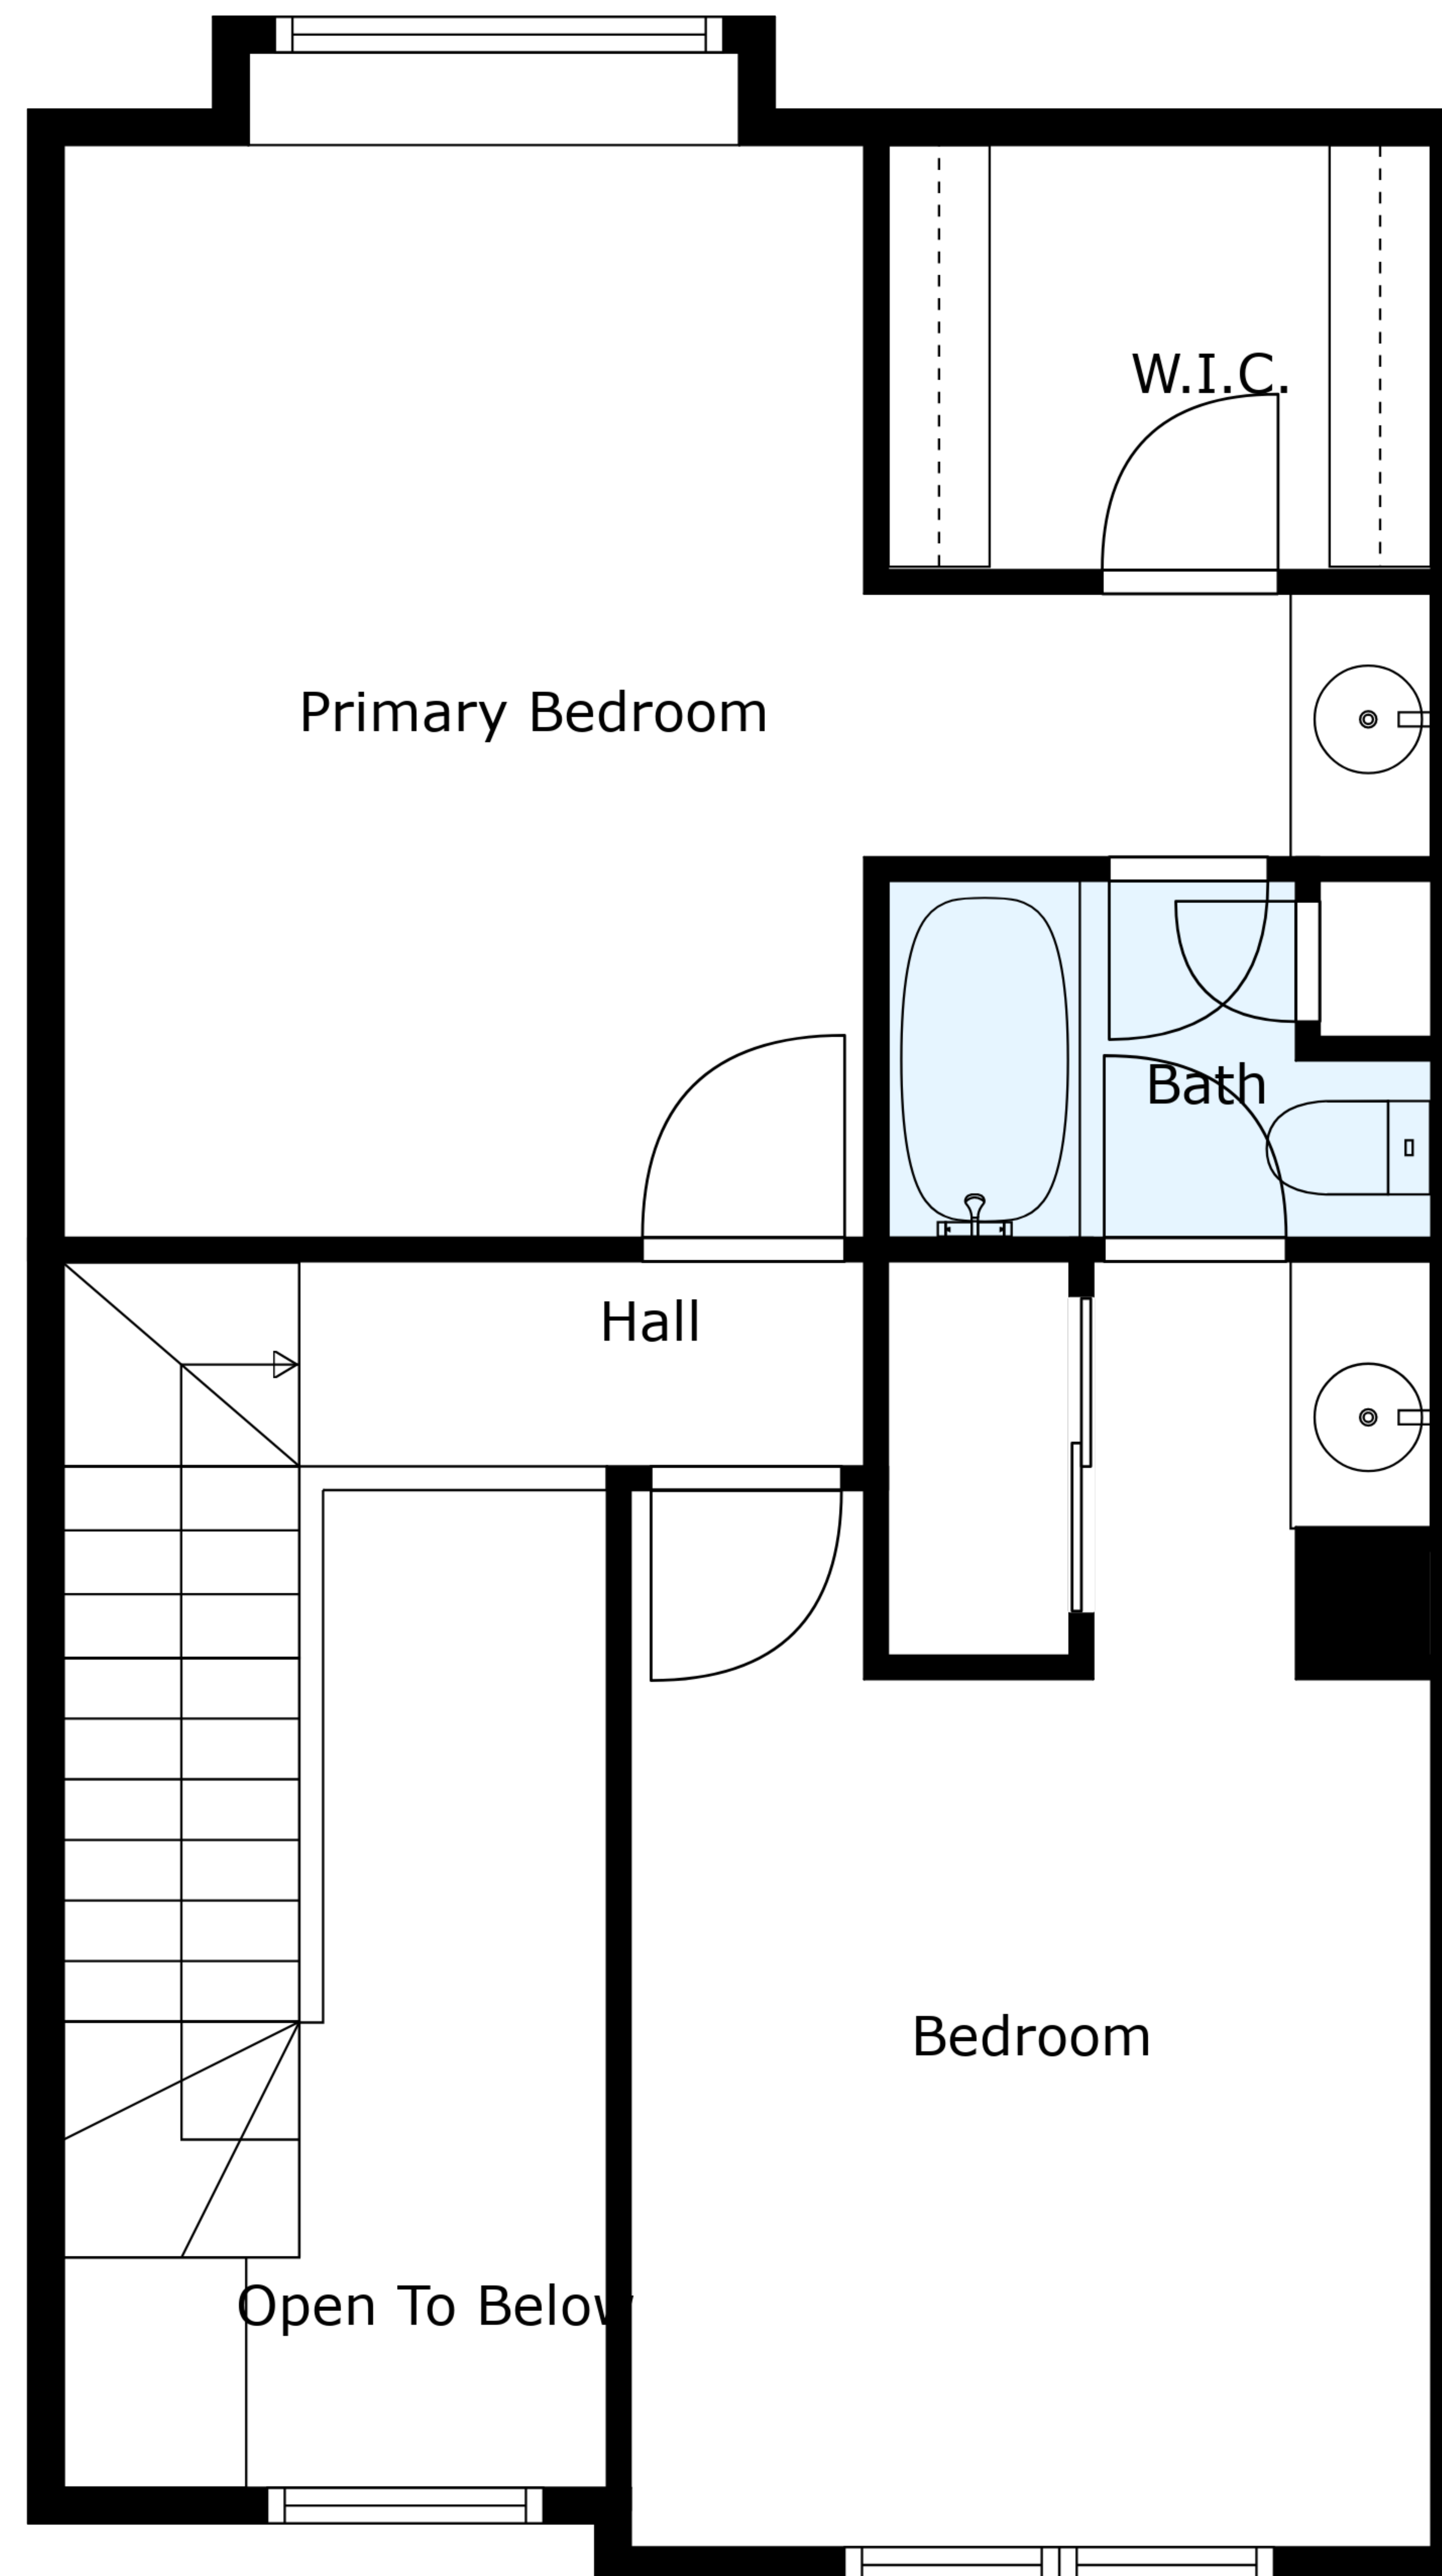 W.I.C.
Primary Bedroom
Bath
Hall
Bedroom
Open To Below